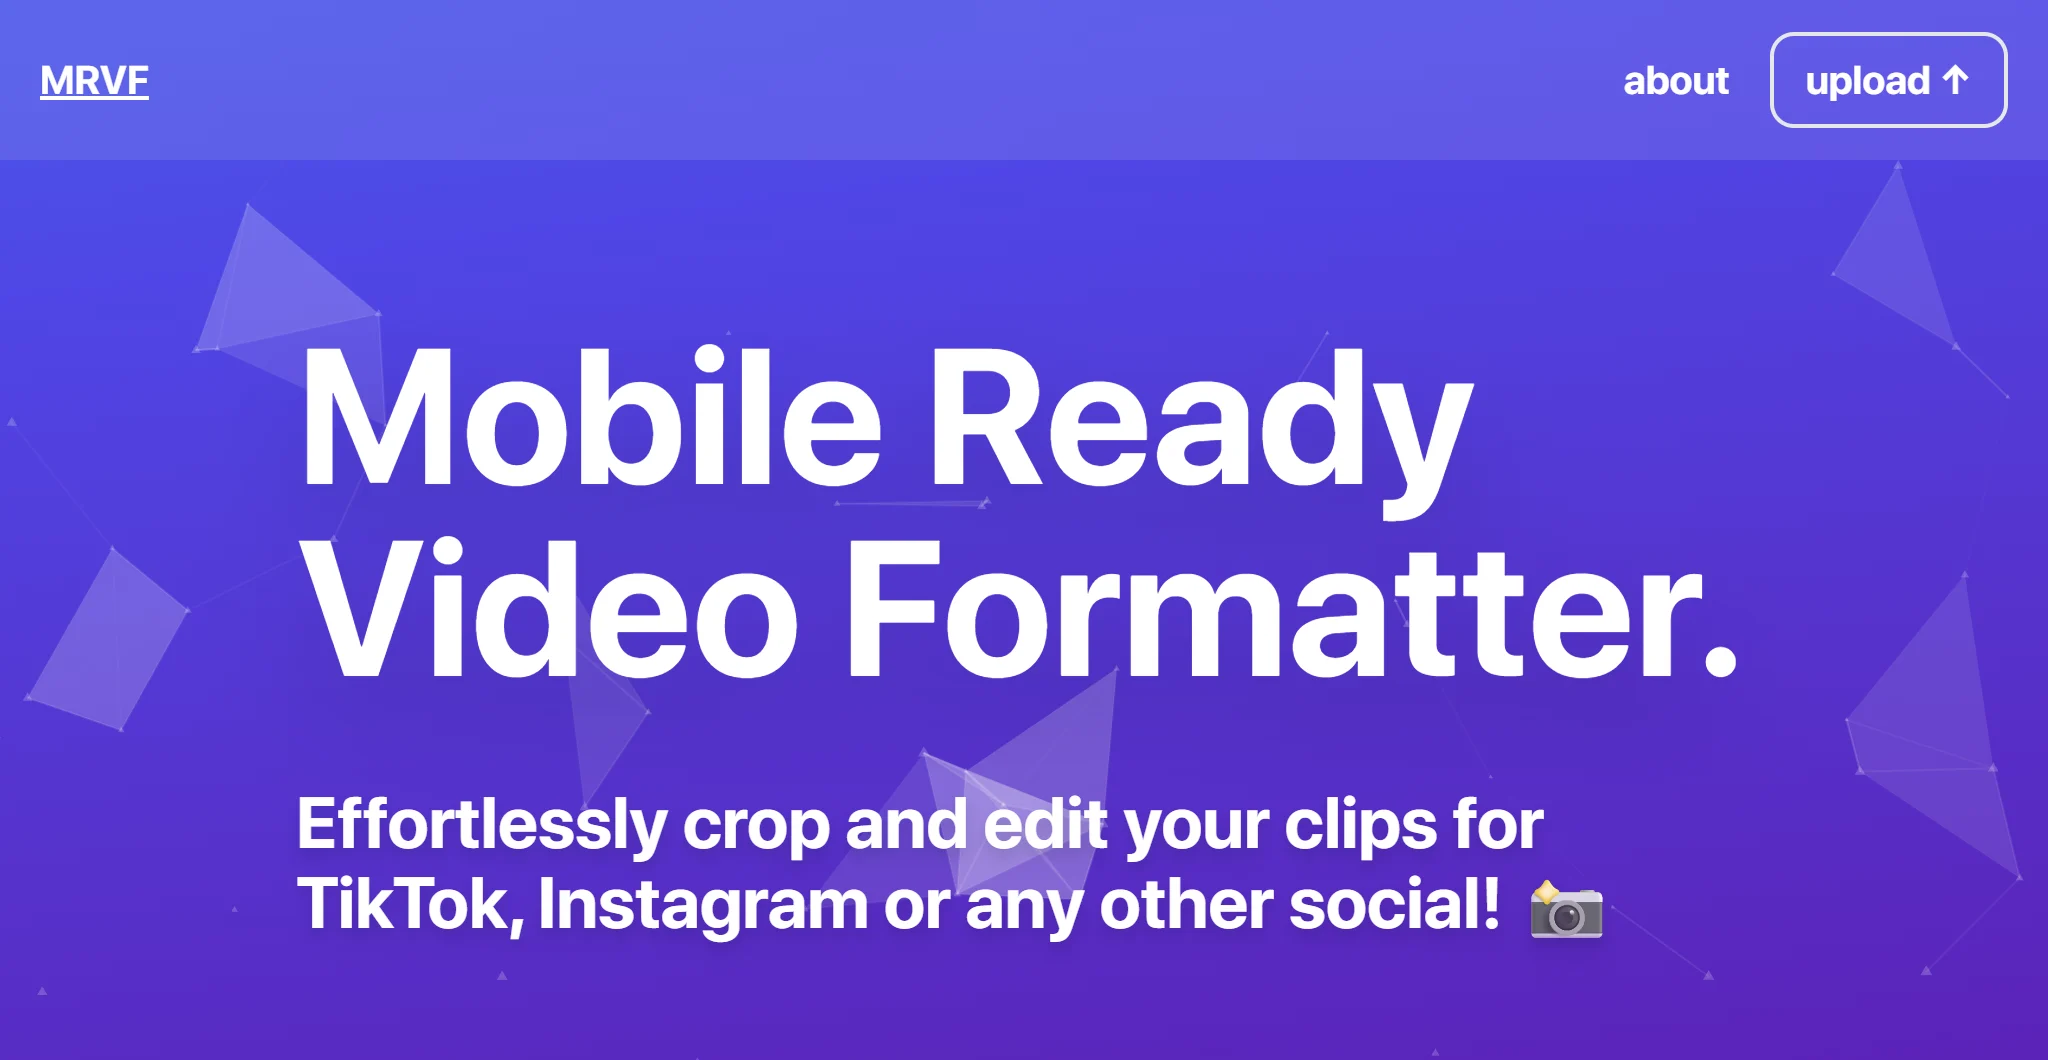 MRVF
about
upload ↑
Mobile Ready
Video Formatter.
Effortlessly crop and edit your clips for
TikTok, Instagram or any other social! 📸